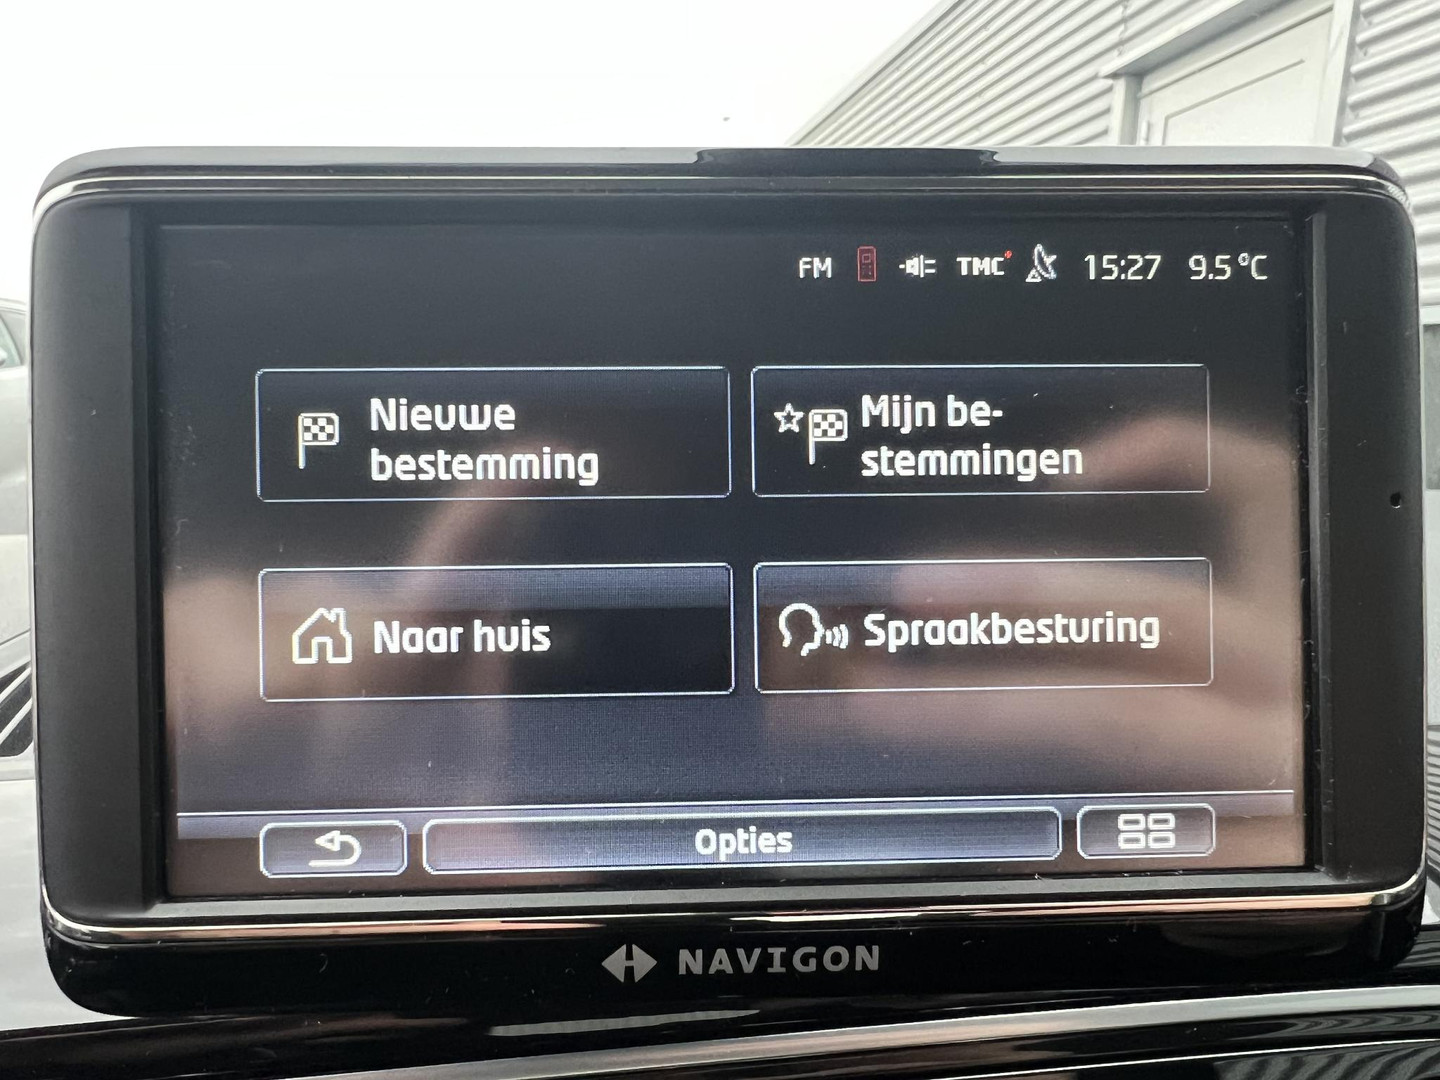 FM TMC 15:27 9.5°C
Nieuwe
bestemming
Mijn be-
stemmingen
Naar huis
Spraakbesturing
Opties
NAVIGON